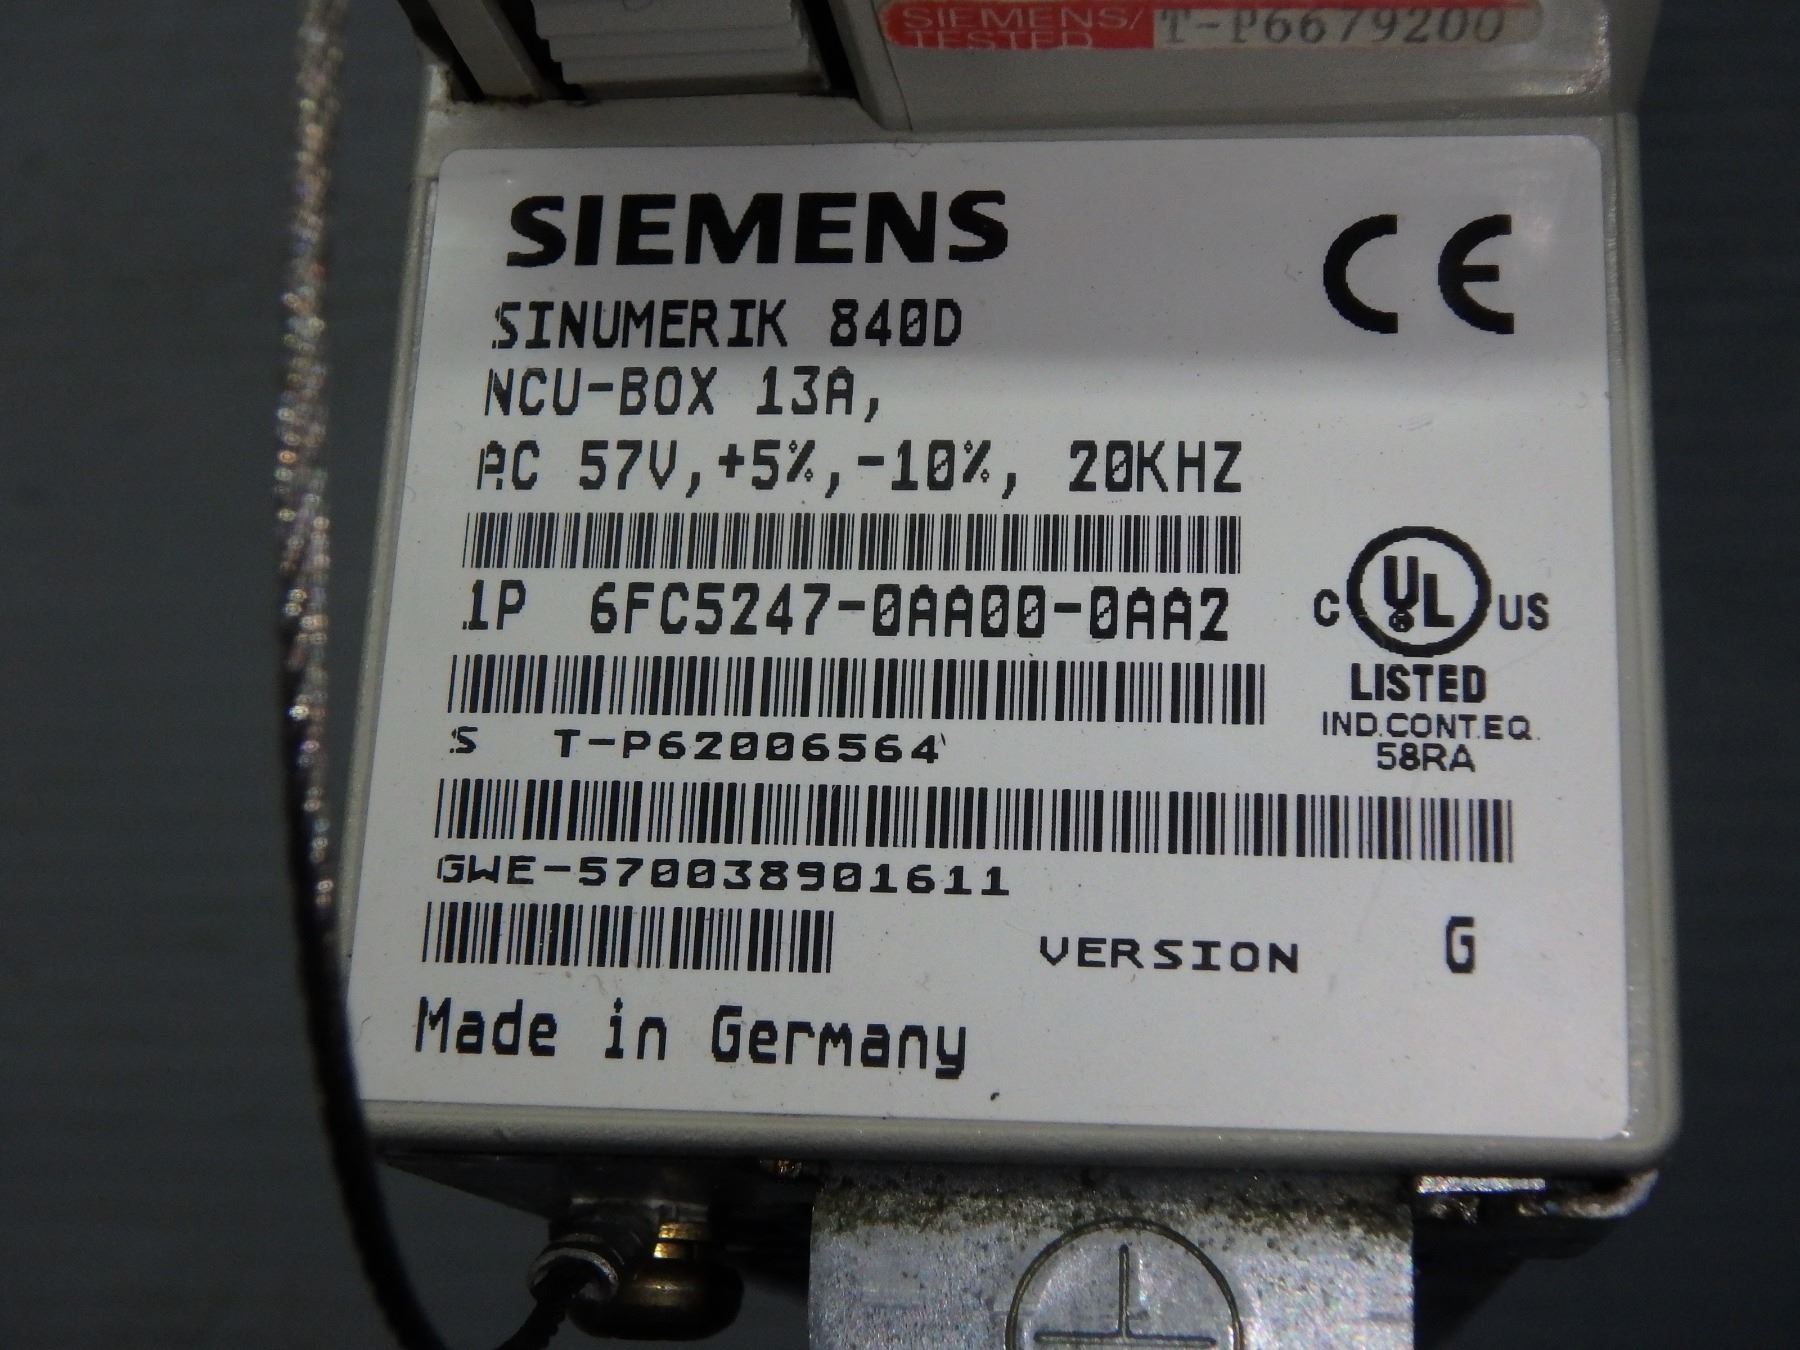 SIEMENS/ T-P6679200
TESTED
SIEMENS
CE
SINUMERIK 840D
NCU-BOX 13A,
AC 57V,+5%,-10%, 20KHZ
1P 6FC5247-0AA00-0AA2
C UL US
®
LISTED
IND.CONT.EQ.
58RA
S T-P62006564
GWE-570038901611
VERSION G
Made in Germany